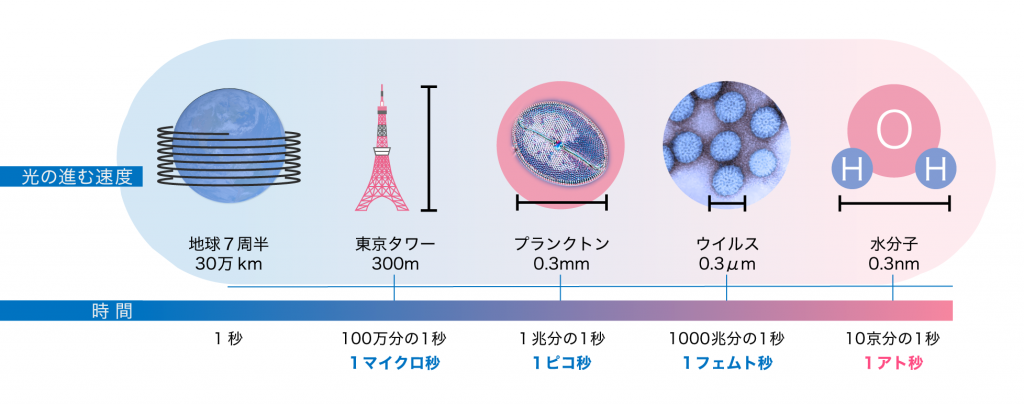 光の進む速度
地球７周半
30万 km
東京タワー
300m
プランクトン
0.3mm
ウイルス
0.3μm
O
H
H
水分子
0.3nm
時 間
1 秒
100万分の1秒
1マイクロ秒
1兆分の1秒
1ピコ秒
1000兆分の1秒
1フェムト秒
10京分の1秒
1アト秒